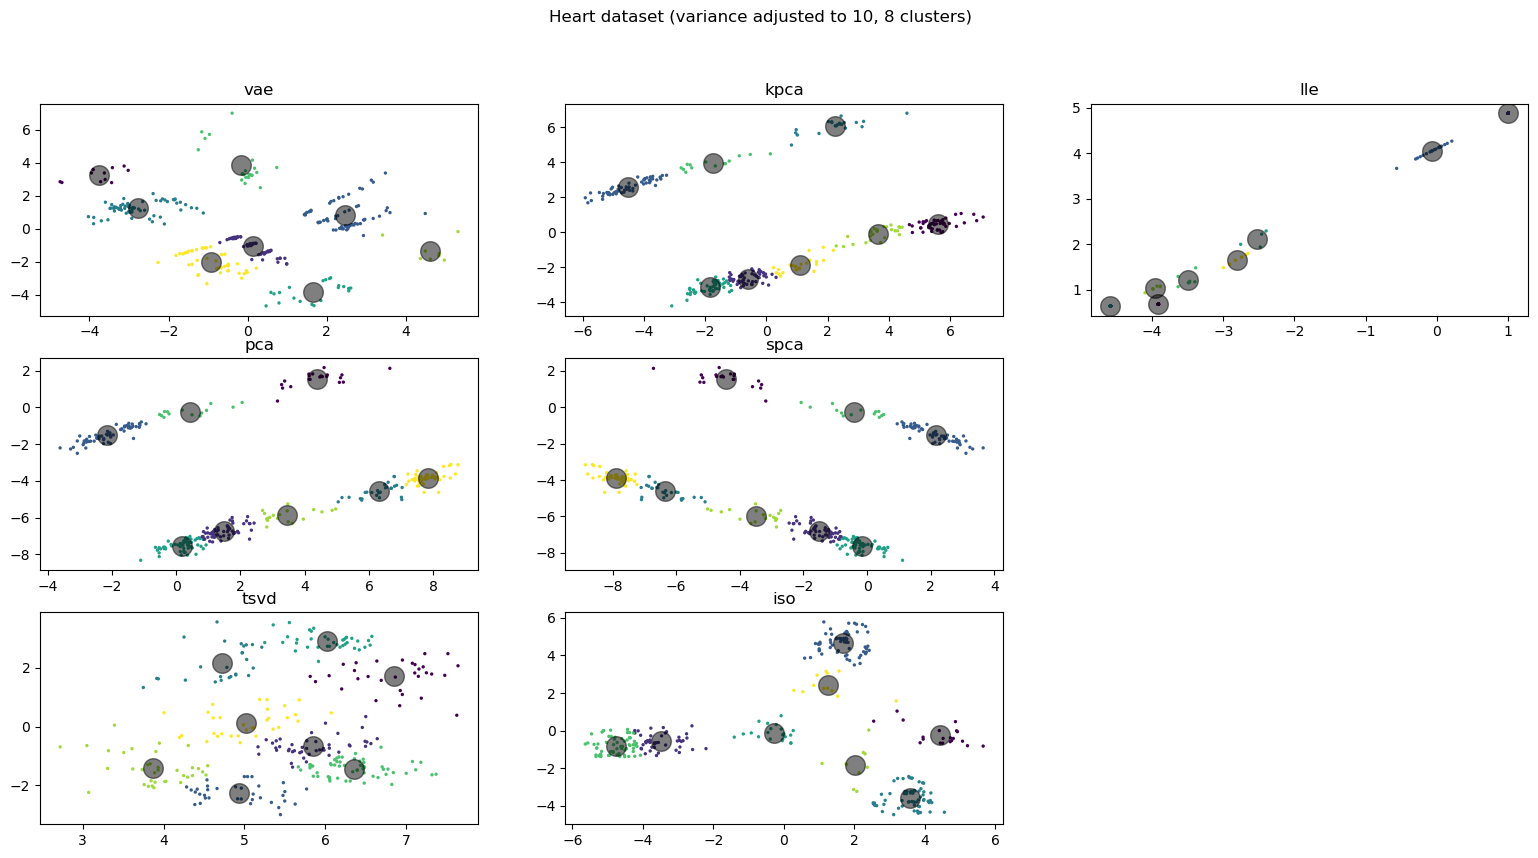 Heart dataset (variance adjusted to 10, 8 clusters)
vae
6
4
2
0
−2
−4
−4 −2 0 2 4
kpca
6
4
2
0
−2
−4
−6 −4 −2 0 2 4 6
lle
5
4
3
2
1
−4 −3 −2 −1 0 1
pca
2
0
−2
−4
−6
−8
−4 −2 0 2 4 6 8
spca
2
0
−2
−4
−6
−8
−8 −6 −4 −2 0 2 4
tsvd
2
0
−2
3 4 5 6 7
iso
6
4
2
0
−2
−4
−6 −4 −2 0 2 4 6